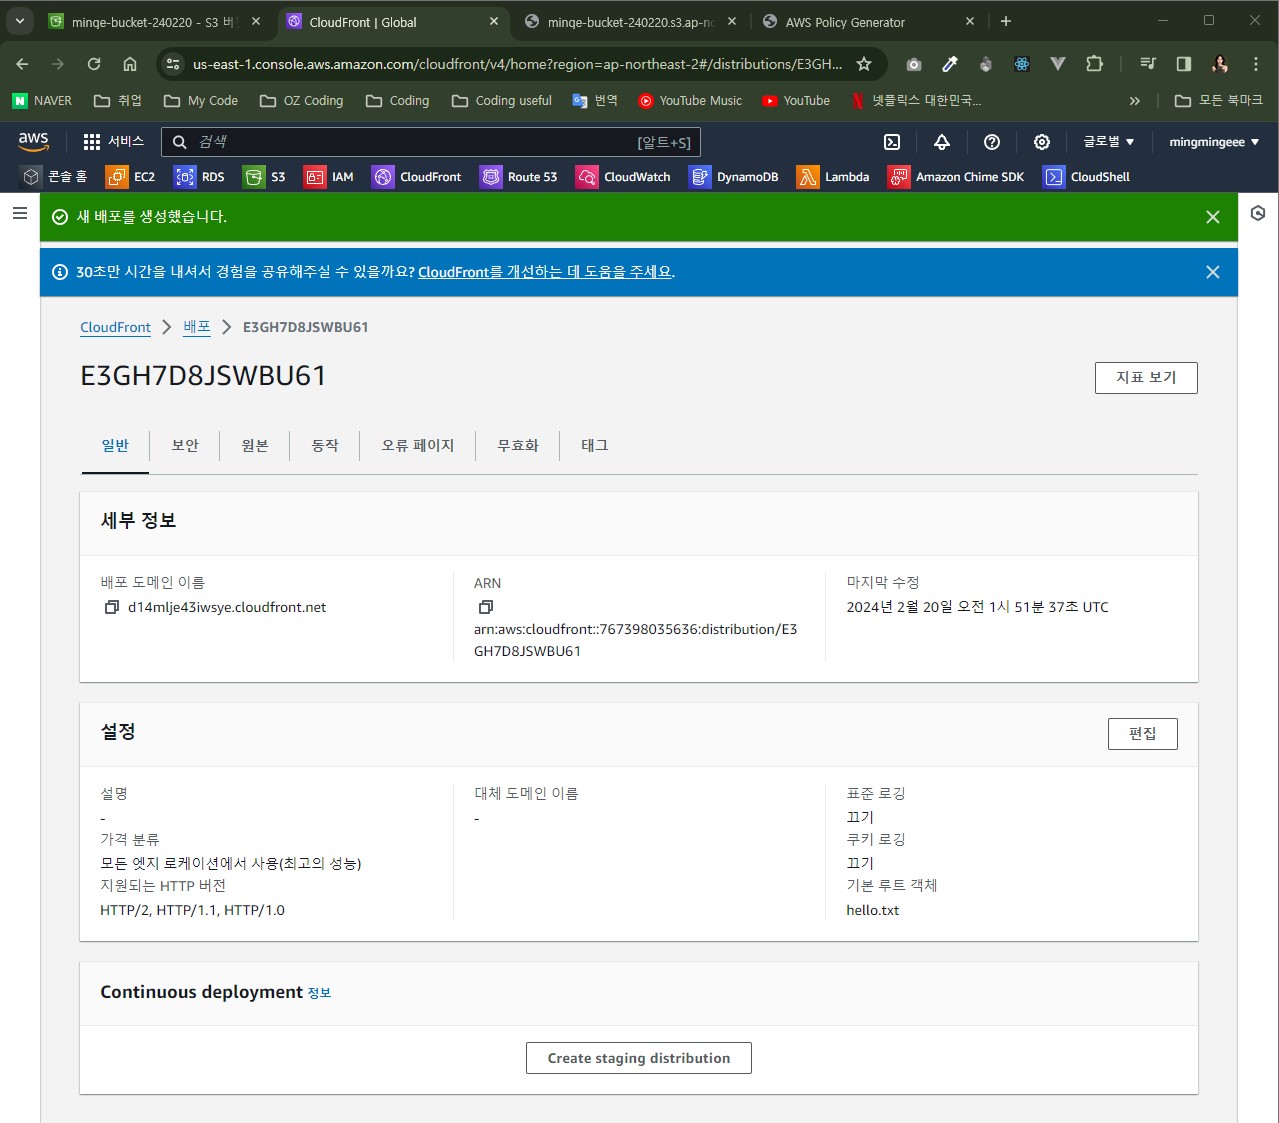 minge-bucket-240220 - S3 버
CloudFront | Global
minge-bucket-240220.s3.ap-no
AWS Policy Generator
us-east-1.console.aws.amazon.com/cloudfront/v4/home?region=ap-northeast-2#/distributions/E3GH...
N NAVER
취업
My Code
OZ Coding
Coding
Coding useful
번역
YouTube Music
YouTube
넷플릭스 대한민국...
»
모든 북마크
aws
서비스
검색
[알트+S]
글로벌 ▼
mingmingeee ▼
콘솔 홈
EC2
RDS
S3
IAM
CloudFront
Route 53
CloudWatch
DynamoDB
Lambda
Amazon Chime SDK
CloudShell
새 배포를 생성했습니다.
30초만 시간을 내셔서 경험을 공유해주실 수 있을까요? CloudFront를 개선하는 데 도움을 주세요.
CloudFront > 배포 > E3GH7D8JSWBU61
E3GH7D8JSWBU61
지표 보기
일반
보안
원본
동작
오류 페이지
무효화
태그
세부 정보
배포 도메인 이름
d14mlje43iwsye.cloudfront.net
ARN
arn:aws:cloudfront::767398035636:distribution/E3
GH7D8JSWBU61
마지막 수정
2024년 2월 20일 오전 1시 51분 37초 UTC
설정
편집
설명
-
가격 분류
모든 엣지 로케이션에서 사용(최고의 성능)
지원되는 HTTP 버전
HTTP/2, HTTP/1.1, HTTP/1.0
대체 도메인 이름
-
표준 로깅
끄기
쿠키 로깅
끄기
기본 루트 객체
hello.txt
Continuous deployment 정보
Create staging distribution